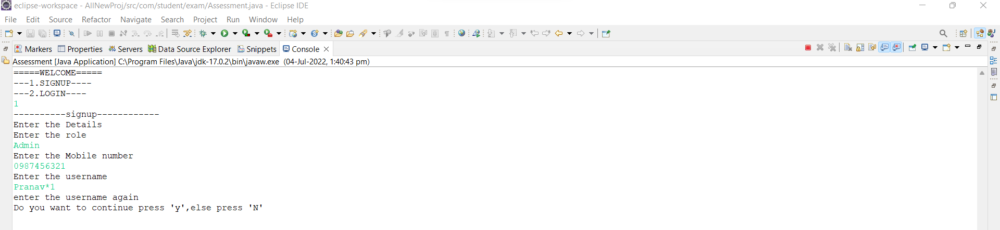 eclipse-workspace - AllNewProj/src/com/student/exam/Assessment.java - Eclipse IDE
File Edit Source Refactor Navigate Search Project Run Window Help
Markers Properties Servers Data Source Explorer Snippets Console
Assessment [Java Application] C:\Program Files\Java\jdk-17.0.2\bin\javaw.exe (04-Jul-2022, 1:40:43 pm)
=====WELCOME=====
---1.SIGNUP----
---2.LOGIN----
1
----------signup------------
Enter the Details
Enter the role
Admin
Enter the Mobile number
0987456321
Enter the username
Pranav*1
enter the username again
Do you want to continue press 'y',else press 'N'